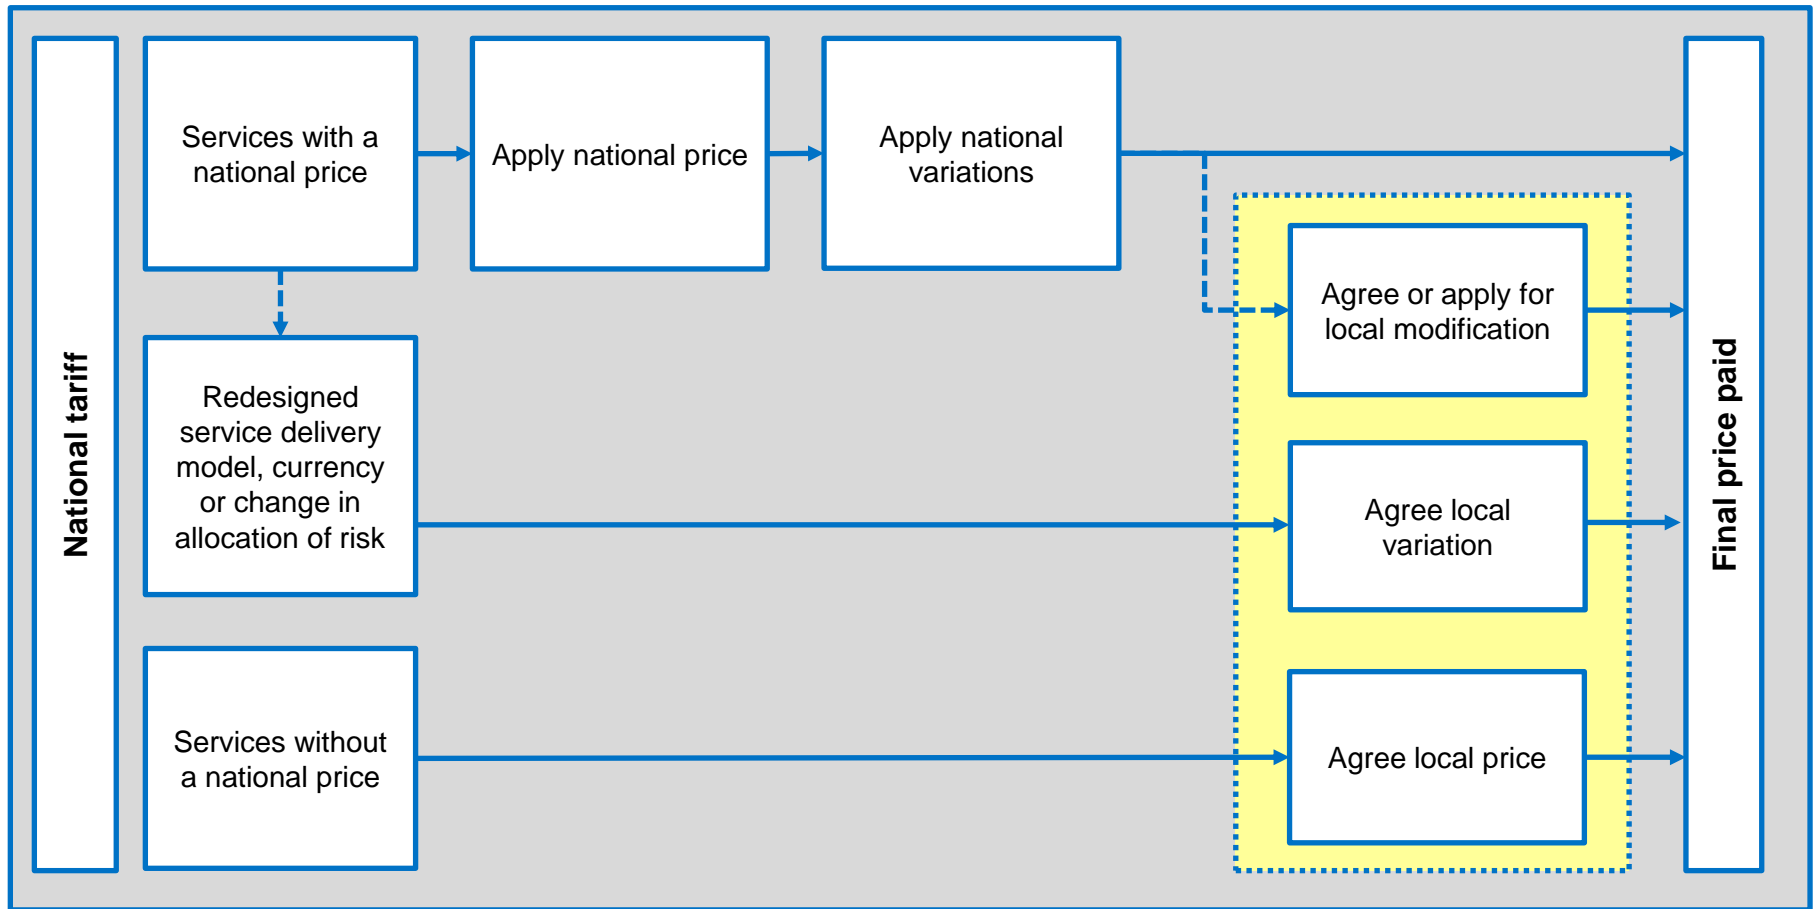 National tariff
Services with a
national price
Apply national price
Apply national
variations
Agree or apply for
local modification
Redesigned
service delivery
model, currency
or change in
allocation of risk
Agree local
variation
Services without
a national price
Agree local price
Final price paid